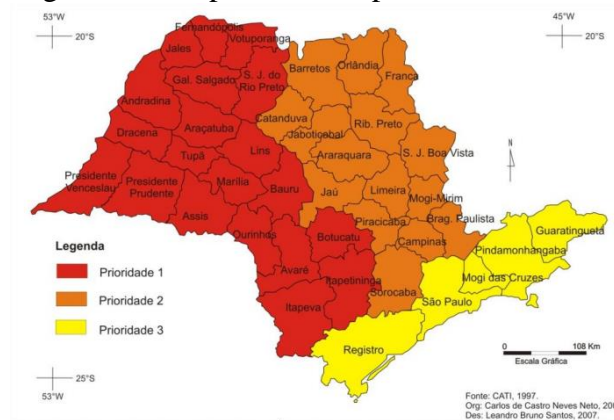 53°W
20°S
45°W
20°S
Fernandópolis
Votuporanga
Jales
Gal. Salgado
S. J. do
Rio Preto
Barretos
Orlândia
Franca
Andradina
Catanduva
Jaboticabal
Rib. Preto
Dracena
Araçatuba
Araraquara
S. J. Boa Vista
N
Tupã
Lins
Presidente
Venceslau
Presidente
Prudente
Marília
Bauru
Jaú
Limeira
Mogi-Mirim
Assis
Piracicaba
Brag. Paulista
Guaratinguetá
Ourinhos
Botucatu
Campinas
Pindamonhangaba
Legenda
Avaré
Itapetininga
Mogi das Cruzes
Prioridade 1
Sorocaba
São Paulo
Itapeva
Prioridade 2
Prioridade 3
Registro
0 108 Km
Escala Gráfica
25°S
53°W
Fonte: CATI, 1997.
Org: Carlos de Castro Neves Neto, 20
Des: Leandro Bruno Santos, 2007.